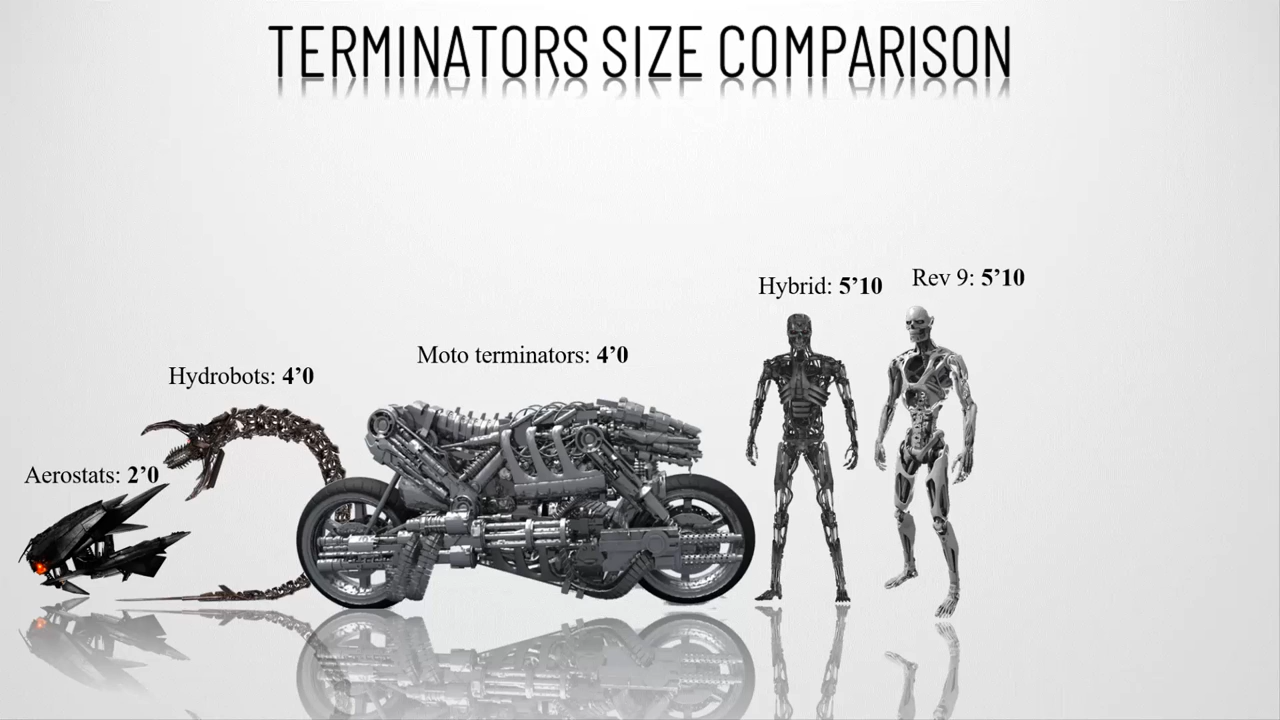 TERMINATORS SIZE COMPARISON
Aerostats: 2’0
Hydrobots: 4’0
Moto terminators: 4’0
Hybrid: 5’10
Rev 9: 5’10